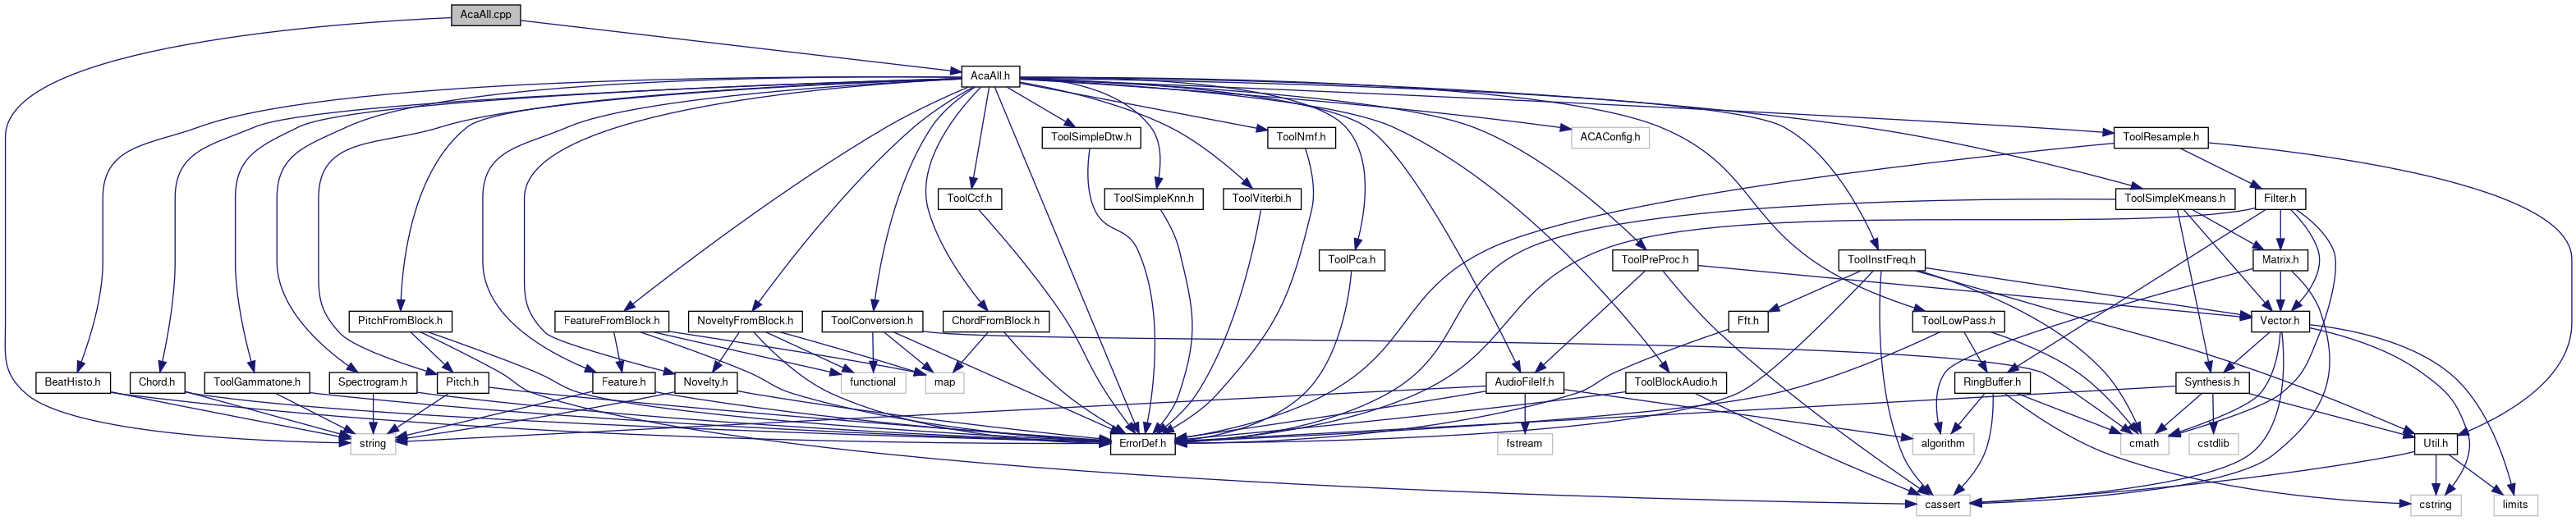 AcaAll.cpp
AcaAll.h
ToolSimpleDtw.h
ToolNmf.h
ACAConfig.h
ToolResample.h
ToolCcf.h
ToolSimpleKnn.h
ToolViterbi.h
ToolSimpleKmeans.h
Filter.h
ToolPca.h
ToolPreProc.h
ToolInstFreq.h
Matrix.h
PitchFromBlock.h
FeatureFromBlock.h
NoveltyFromBlock.h
ToolConversion.h
ChordFromBlock.h
Fft.h
ToolLowPass.h
Vector.h
BeatHisto.h
Chord.h
ToolGammatone.h
Spectrogram.h
Pitch.h
Feature.h
Novelty.h
functional
map
AudioFileIf.h
ToolBlockAudio.h
RingBuffer.h
Synthesis.h
string
ErrorDef.h
fstream
algorithm
cmath
cstdlib
Util.h
cassert
cstring
limits